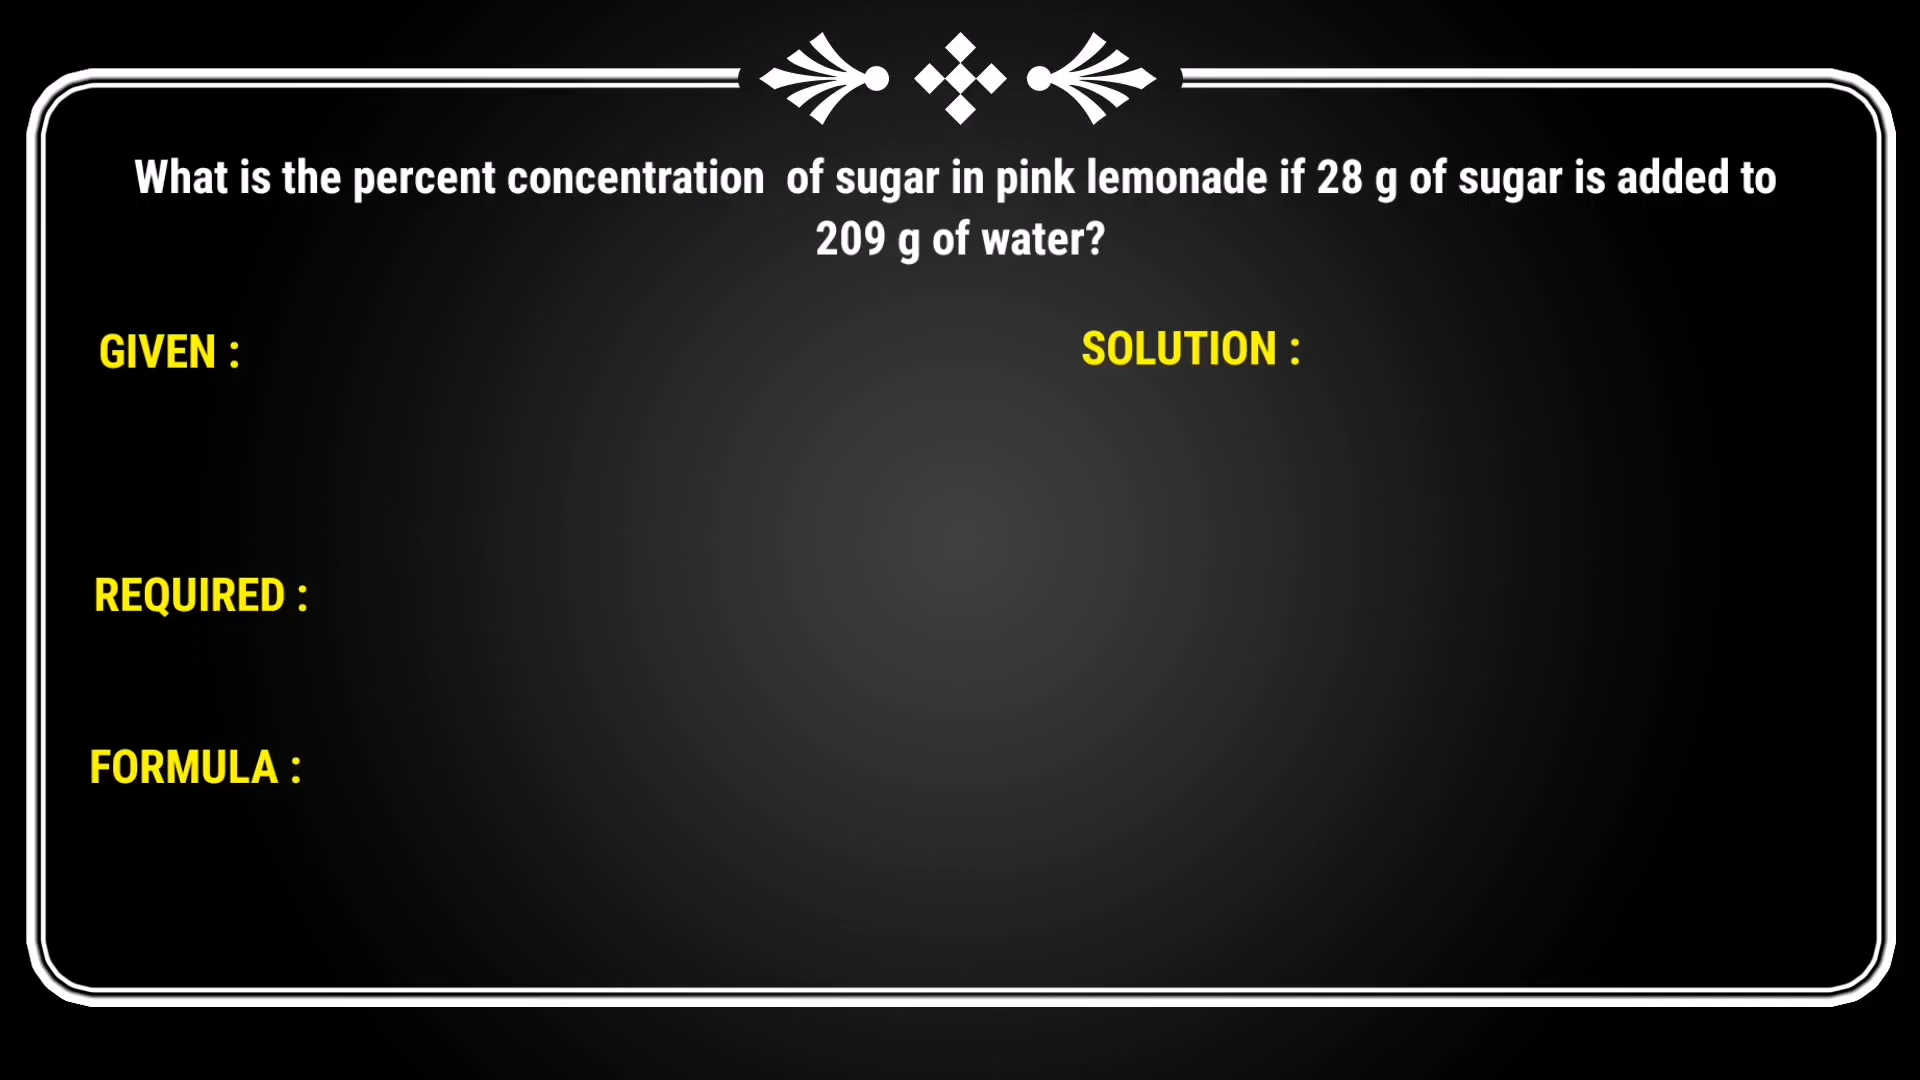 What is the percent concentration  of sugar in pink lemonade if 28 g of sugar is added to
209 g of water?
GIVEN :
SOLUTION :
REQUIRED :
FORMULA :